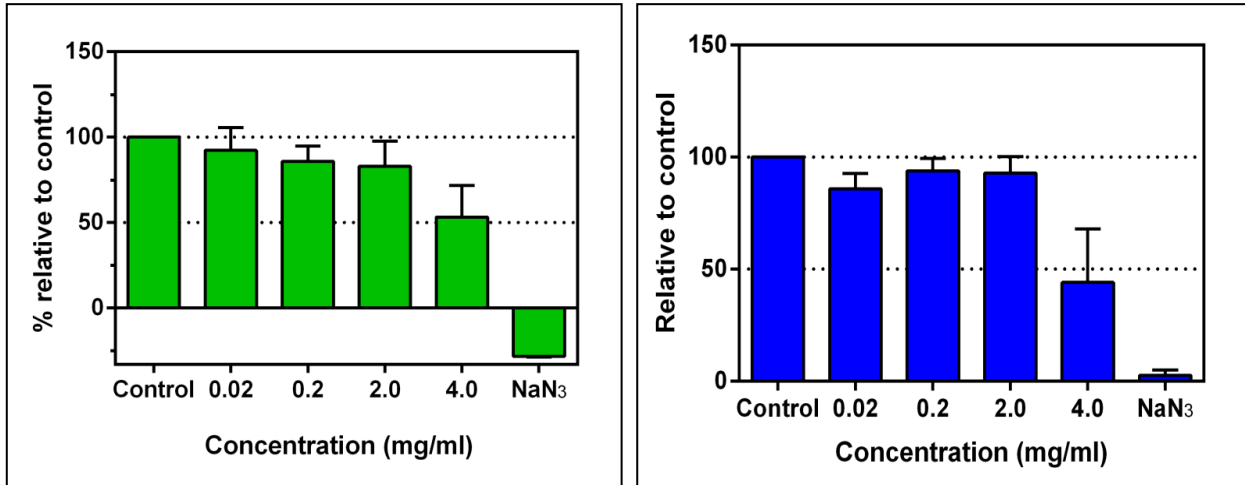 % relative to control
150
100
50
0
Control 0.02 0.2 2.0 4.0 NaN₃
Concentration (mg/ml)
Relative to control
150
100
50
0
Control 0.02 0.2 2.0 4.0 NaN₃
Concentration (mg/ml)